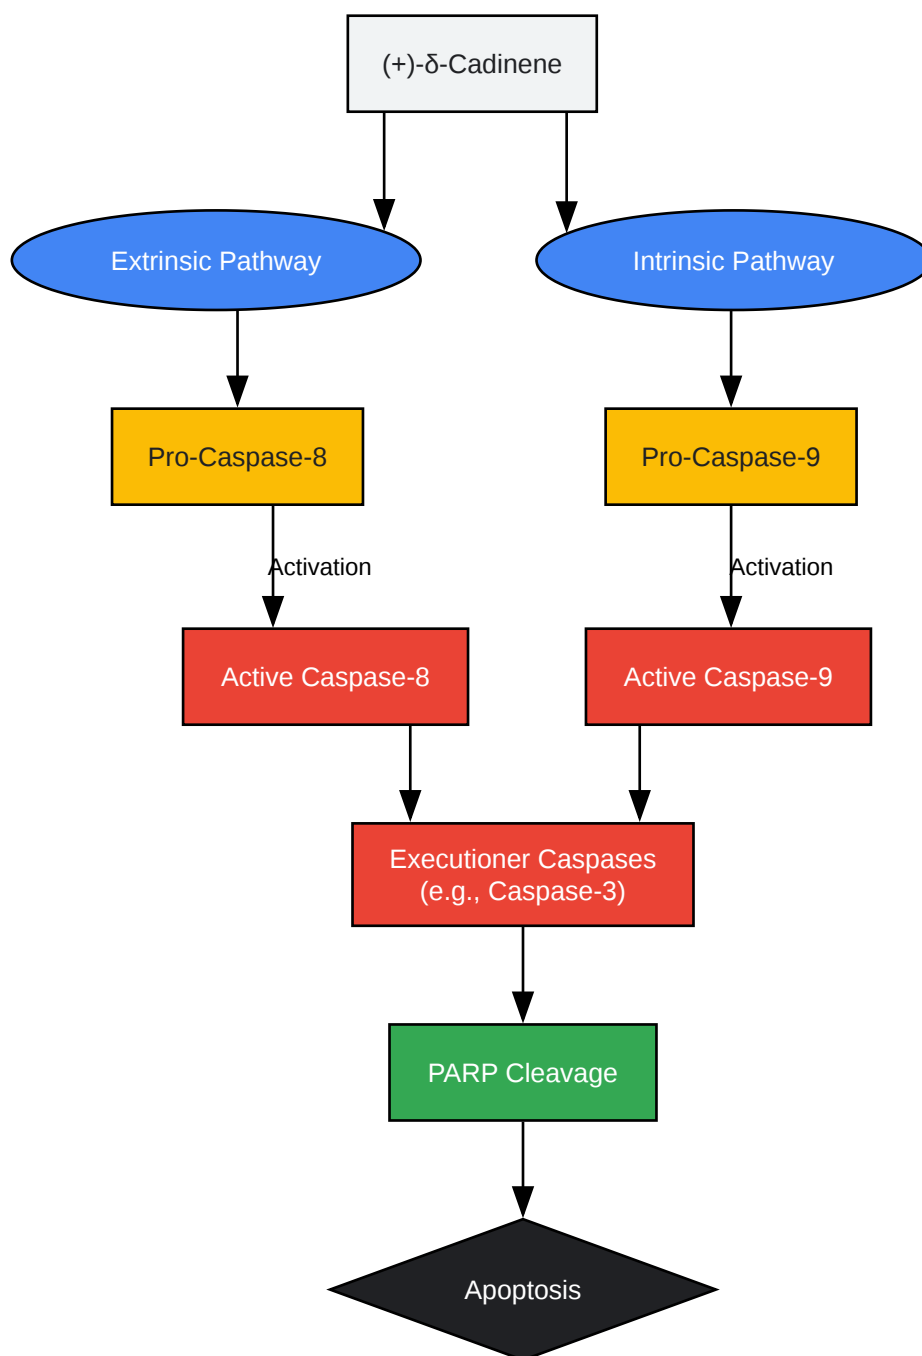 (+)-δ-Cadinene
Extrinsic Pathway
Intrinsic Pathway
Pro-Caspase-8
Pro-Caspase-9
Activation
Activation
Active Caspase-8
Active Caspase-9
Executioner Caspases
(e.g., Caspase-3)
PARP Cleavage
Apoptosis